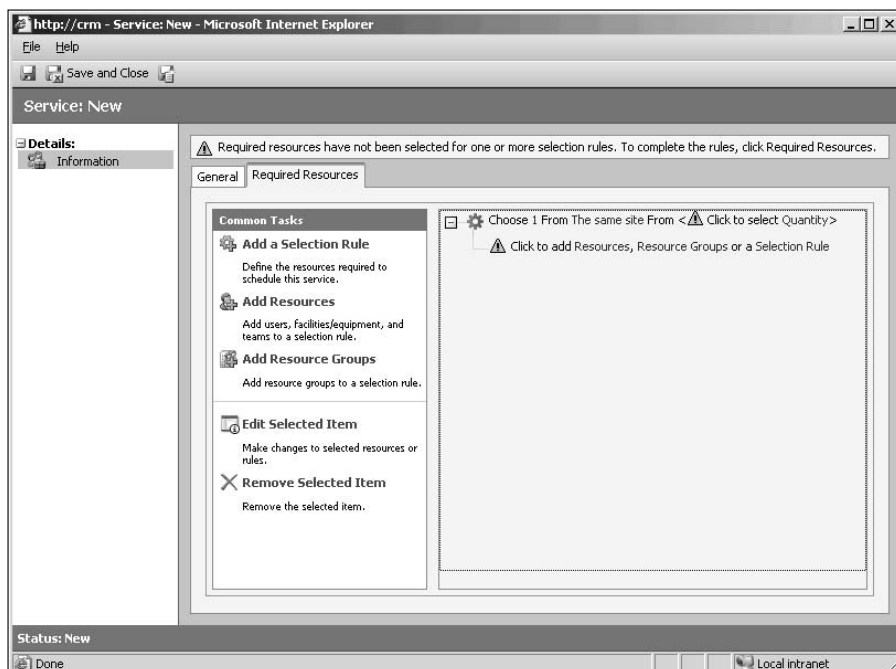 http://crm - Service: New - Microsoft Internet Explorer
File Help
Save and Close
Service: New
Details:
Information
Required resources have not been selected for one or more selection rules. To complete the rules, click Required Resources.
General Required Resources
Common Tasks
Add a Selection Rule
Define the resources required to
schedule this service.
Add Resources
Add users, facilities/equipment, and
teams to a selection rule.
Add Resource Groups
Add resource groups to a selection rule.
Edit Selected Item
Make changes to selected resources or
rules.
Remove Selected Item
Remove the selected item.
Choose 1 From The same site From < Click to select Quantity>
Click to add Resources, Resource Groups or a Selection Rule
Status: New
Done
Local intranet